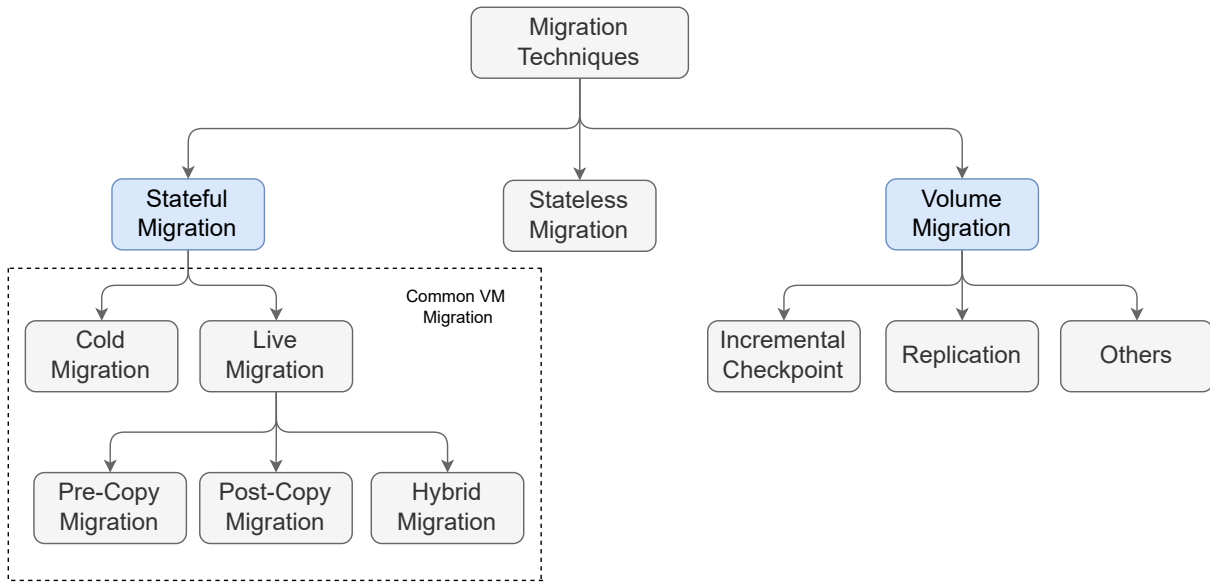 Migration
Techniques
Stateful
Migration
Stateless
Migration
Volume
Migration
Common VM
Migration
Cold
Migration
Live
Migration
Incremental
Checkpoint
Replication
Others
Pre-Copy
Migration
Post-Copy
Migration
Hybrid
Migration